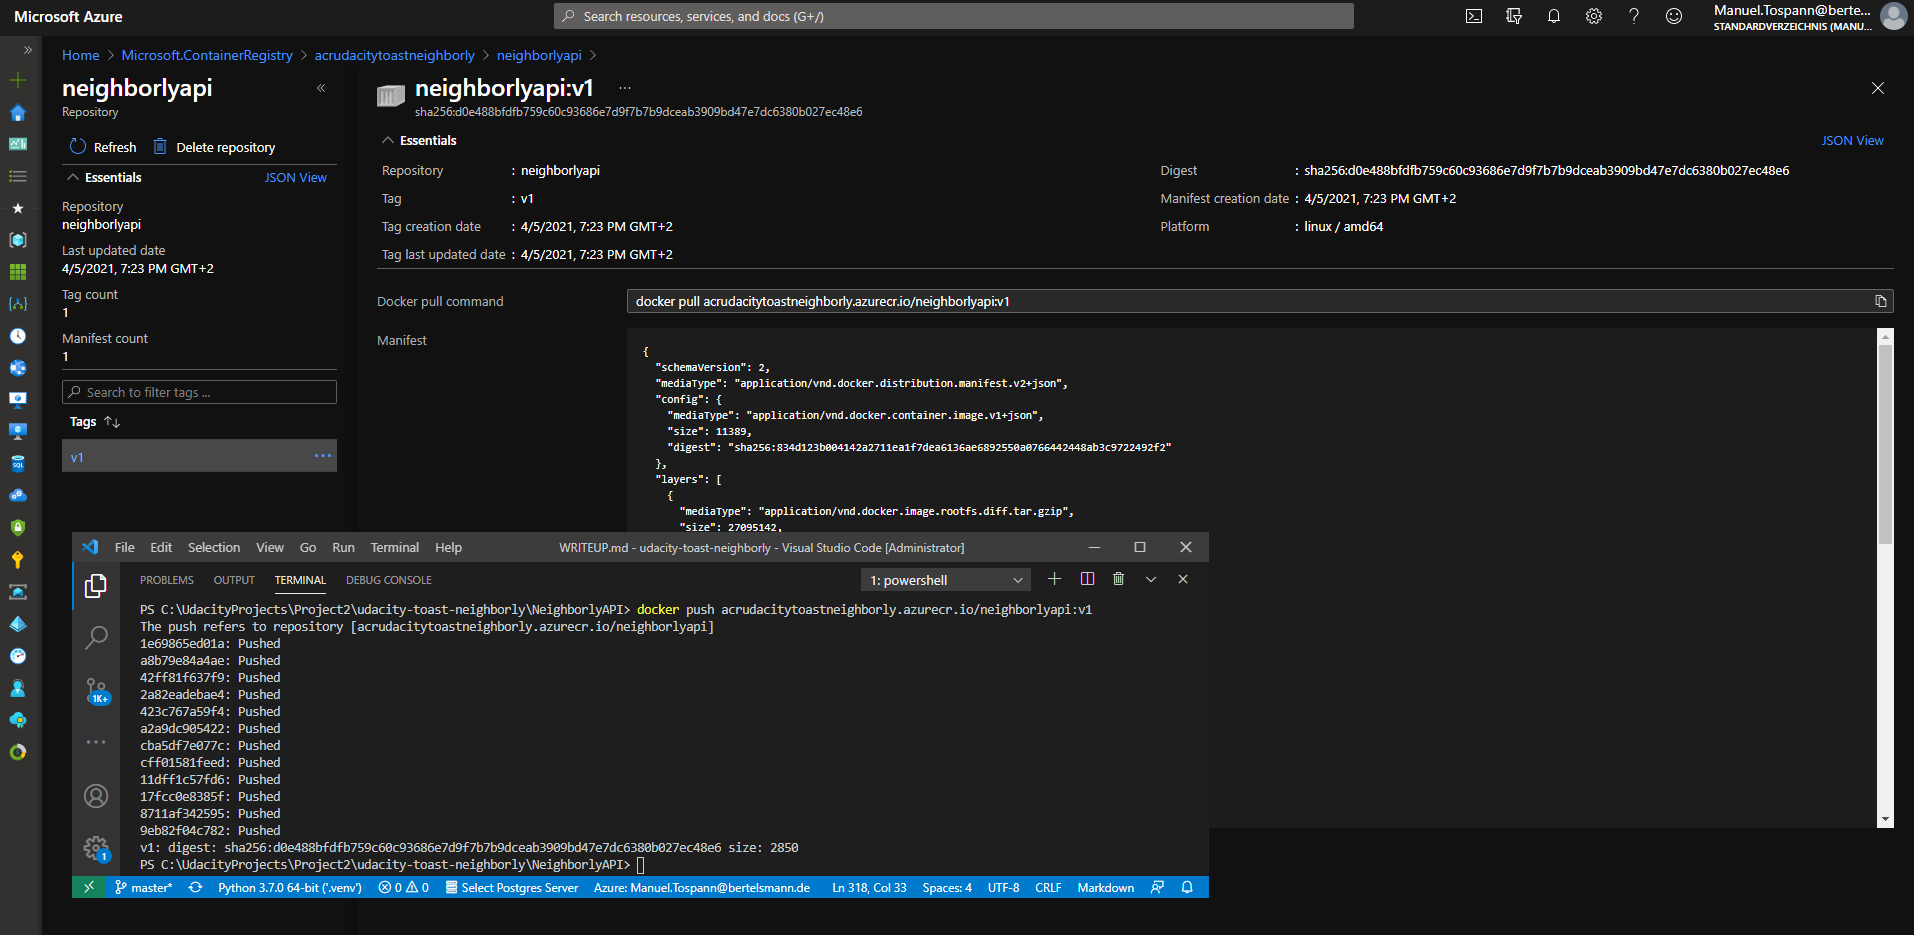 Microsoft Azure
Search resources, services, and docs (G+/)
Manuel.Tospann@berte...
STANDARDVERZEICHNIS (MANU...
Home > Microsoft.ContainerRegistry > acrudacitytoastneighborly > neighborlyapi >
neighborlyapi
Repository
Refresh Delete repository
Essentials JSON View
Repository
neighborlyapi
Last updated date
4/5/2021, 7:23 PM GMT+2
Tag count
1
Manifest count
1
Search to filter tags ...
Tags
v1
neighborlyapi:v1 ...
sha256:d0e488bfdfb759c60c93686e7d9f7b7b9dceab3909bd47e7dc6380b027ec48e6
Essentials JSON View
Repository : neighborlyapi
Tag : v1
Tag creation date : 4/5/2021, 7:23 PM GMT+2
Tag last updated date : 4/5/2021, 7:23 PM GMT+2
Digest : sha256:d0e488bfdfb759c60c93686e7d9f7b7b9dceab3909bd47e7dc6380b027ec48e6
Manifest creation date : 4/5/2021, 7:23 PM GMT+2
Platform : linux / amd64
Docker pull command docker pull acrudacitytoastneighborly.azurecr.io/neighborlyapi:v1
Manifest
{
"schemaVersion": 2,
"mediaType": "application/vnd.docker.distribution.manifest.v2+json",
"config": {
"mediaType": "application/vnd.docker.container.image.v1+json",
"size": 11389,
"digest": "sha256:834d123b004142a2711ea1f7dea6136ae6892550a0766442448ab3c9722492f2"
},
"layers": [
{
"mediaType": "application/vnd.docker.image.rootfs.diff.tar.gzip",
"size": 27095142,
File Edit Selection View Go Run Terminal Help WRITEUP.md - udacity-toast-neighborly - Visual Studio Code [Administrator]
PROBLEMS OUTPUT TERMINAL DEBUG CONSOLE 1: powershell
PS C:\UdacityProjects\Project2\udacity-toast-neighborly\NeighborlyAPI> docker push acrudacitytoastneighborly.azurecr.io/neighborlyapi:v1
The push refers to repository [acrudacitytoastneighborly.azurecr.io/neighborlyapi]
1e69865ed01a: Pushed
a8b79e84a4ae: Pushed
42ff81f637f9: Pushed
2a82eadebae4: Pushed
423c767a59f4: Pushed
a2a9dc905422: Pushed
cba5df7e077c: Pushed
cff01581feed: Pushed
11dff1c57fd6: Pushed
17fcc0e8385f: Pushed
8711af342595: Pushed
9eb82f04c782: Pushed
v1: digest: sha256:d0e488bfdfb759c60c93686e7d9f7b7b9dceab3909bd47e7dc6380b027ec48e6 size: 2850
PS C:\UdacityProjects\Project2\udacity-toast-neighborly\NeighborlyAPI>
1K+
1
master* Python 3.7.0 64-bit ('.venv') 0 0 Select Postgres Server Azure: Manuel.Tospann@bertelsmann.de Ln 318, Col 33 Spaces: 4 UTF-8 CRLF Markdown